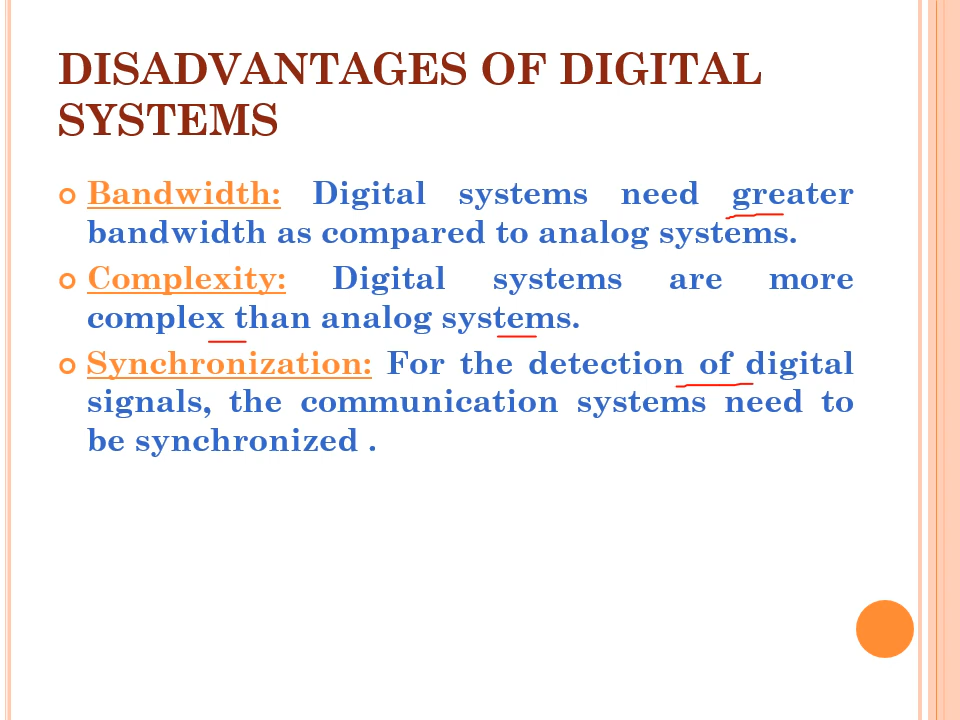 DISADVANTAGES OF DIGITAL
SYSTEMS
Bandwidth: Digital systems need greater
bandwidth as compared to analog systems.
Complexity: Digital systems are more
complex than analog systems.
Synchronization: For the detection of digital
signals, the communication systems need to
be synchronized .